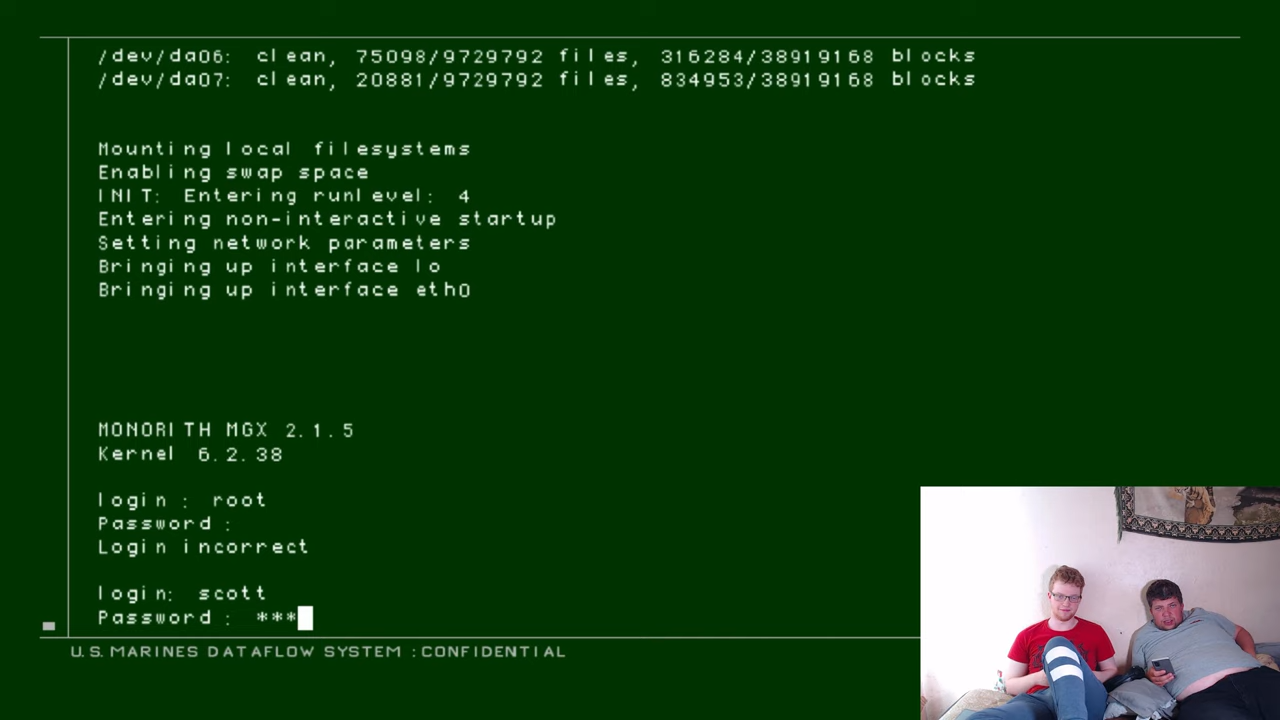 /dev/da06: clean, 75098/9729792 files, 316284/38919168 blocks
/dev/da07: clean, 20881/9729792 files, 834953/38919168 blocks
Mounting local filesystems
Enabling swap space
INIT: Entering runlevel: 4
Entering non-interactive startup
Setting network parameters
Bringing up interface lo
Bringing up interface eth0
MONORITH MGX 2.1.5
Kernel 6.2.38
login : root
Password :
Login incorrect
login: scott
Password : ***
U.S.MARINES DATAFLOW SYSTEM :CONFIDENTIAL